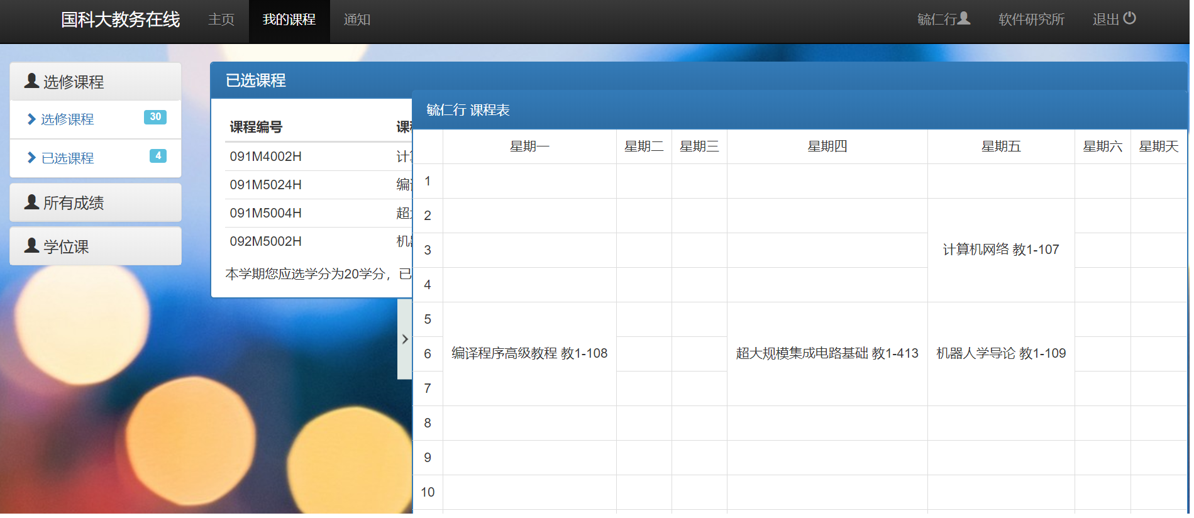 国科大教务在线 主页 我的课程 通知 毓仁行 软件研究所 退出
选修课程
选修课程 30
已选课程 4
所有成绩
学位课
已选课程
课程编号 课
091M4002H 计
091M5024H 编
091M5004H 超
092M5002H 机
本学期您应选学分为20学分，已
毓仁行 课程表
星期一 星期二 星期三 星期四 星期五 星期六 星期天
1
2
3 计算机网络 教1-107
4
5
6 编译程序高级教程 教1-108 超大规模集成电路基础 教1-413 机器人学导论 教1-109
7
8
9
10